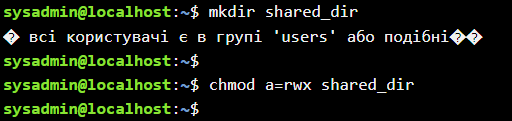 sysadmin@localhost:~$ mkdir shared_dir
� всі користувачі є в групі 'users' або подібні��
sysadmin@localhost:~$
sysadmin@localhost:~$ chmod a=rwx shared_dir
sysadmin@localhost:~$